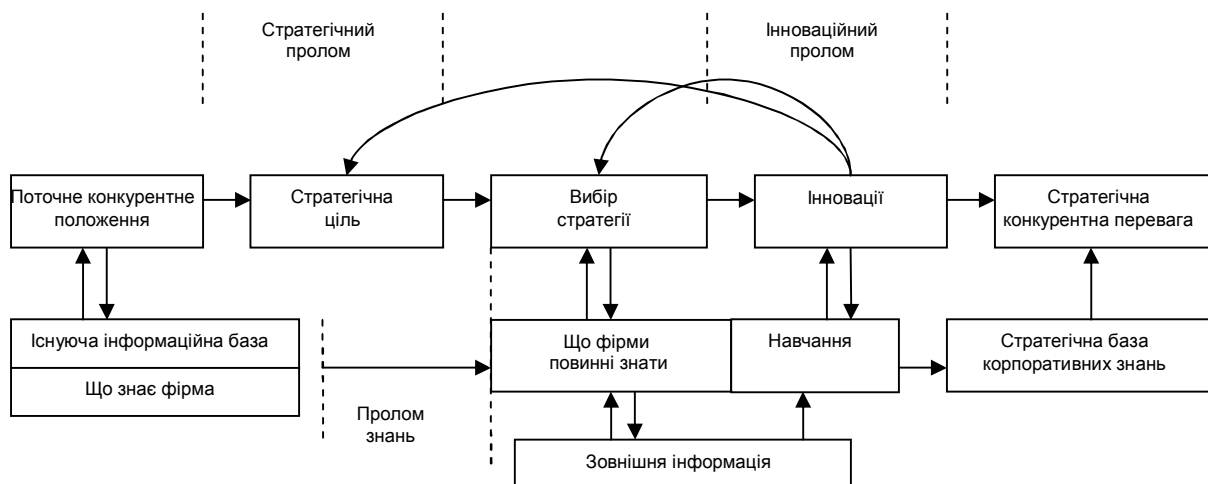 Стратегічний
пролом
Інноваційний
пролом
Поточне конкурентне
положення
Стратегічна
ціль
Вибір
стратегії
Інновації
Стратегічна
конкурентна перевага
Існуюча інформаційна база
Що знає фірма
Пролом
знань
Що фірми
повинні знати
Навчання
Стратегічна база
корпоративних знань
Зовнішня інформація